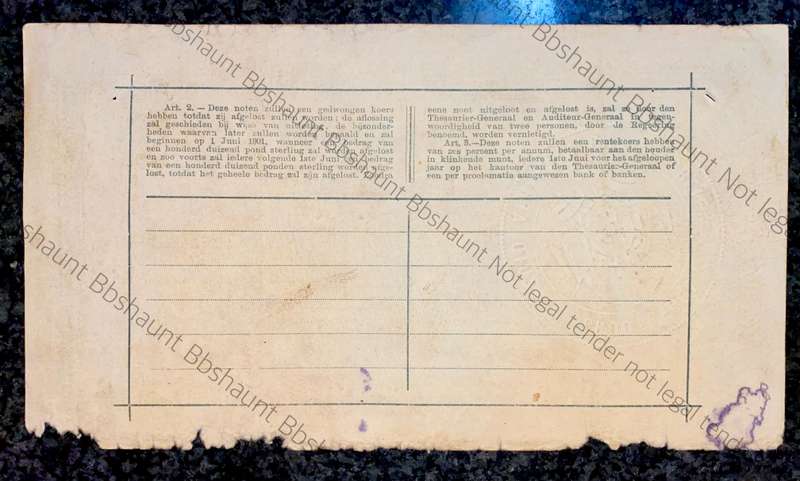 Art. 2. — Deze noten zullen een gedwongen koers
hebben totdat zij afgelost zullen worden; de aflossing
zal geschieden bij wijze van uitloting; de bijzonder-
heden waarvan later zullen worden bepaald en zal
beginnen op 1 Juni 1901, wanneer een bedrag van
een honderd duizend pond sterling zal worden afgelost
en zoo voorts zal iedere volgende 1ste Juni een bedrag
van een honderd duizend ponden sterling worden afge-
lost, totdat het geheele bedrag zal zijn afgelost. Zoodra
eene noot uitgeloot en afgelost is, zal ze door den
Thesaurier-Generaal en Auditeur-Generaal in tegen-
woordigheid van twee personen, door de Regeering
benoemd, worden vernietigd.
Art. 3.—Deze noten zullen een rentekoers hebben
van zes percent per annum, betaalbaar aan den houder
in klinkende munt, iedere 1ste Juni voor het afgeloopen
jaar op het kantoor van den Thesaurier-Generaal of
een per proclamatie aangewezen bank of banken.
Bbshaunt Bbshaunt Not legal
Bbshaunt Bbshaunt Bbshaunt Bbshaunt Not legal tender not legal tender
shaunt Bbshaunt Bbshaunt Bbshaunt